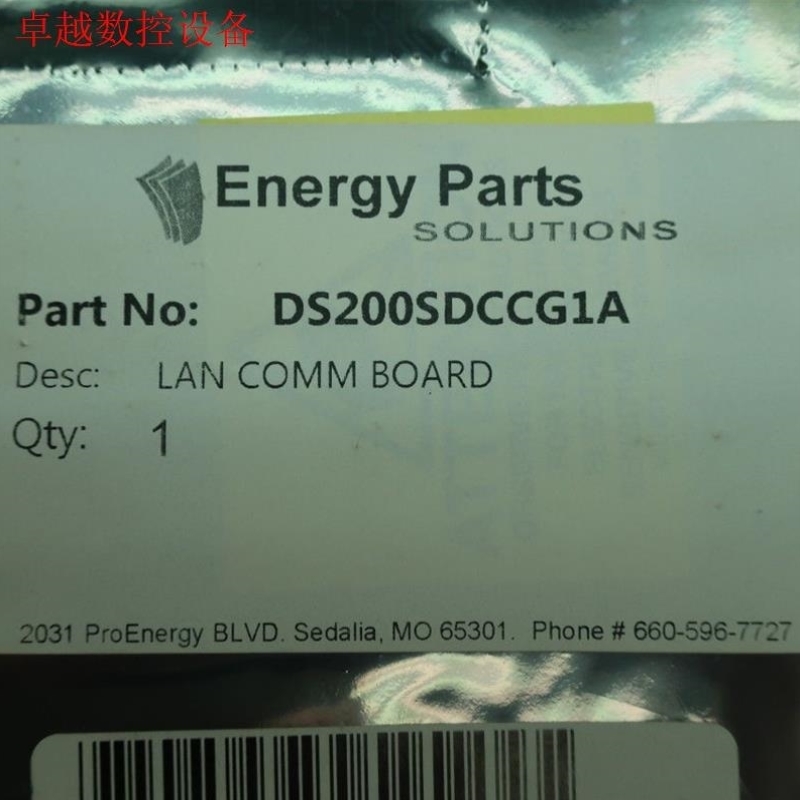 卓越数控设备
Energy Parts
SOLUTIONS
Part No: DS200SDCCG1A
Desc: LAN COMM BOARD
Qty: 1
2031 ProEnergy BLVD. Sedalia, MO 65301. Phone # 660-596-7727